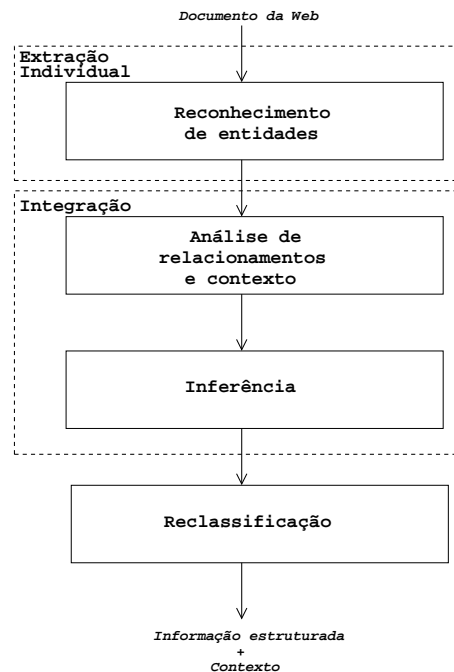 Documento da Web
Extração
Individual
Reconhecimento
de entidades
Integração
Análise de
relacionamentos
e contexto
Inferência
Reclassificação
Informação estruturada
+
Contexto